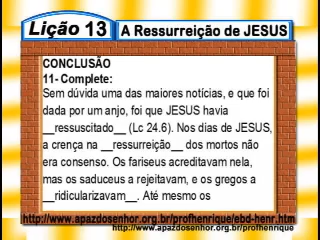 Lição 13 A Ressurreição de JESUS
CONCLUSÃO
11- Complete:
Sem dúvida uma das maiores notícias, e que foi
dada por um anjo, foi que JESUS havia
__ressuscitado__ (Lc 24.6). Nos dias de JESUS,
a crença na __ressurreição__ dos mortos não
era consenso. Os fariseus acreditavam nela,
mas os saduceus a rejeitavam, e os gregos a
__ridicularizavam__. Até mesmo os
http://www.apazdosenhor.org.br/profhenrique/ebd-henr.htm
http://www.apazdosenhor.org.br/profhenrique